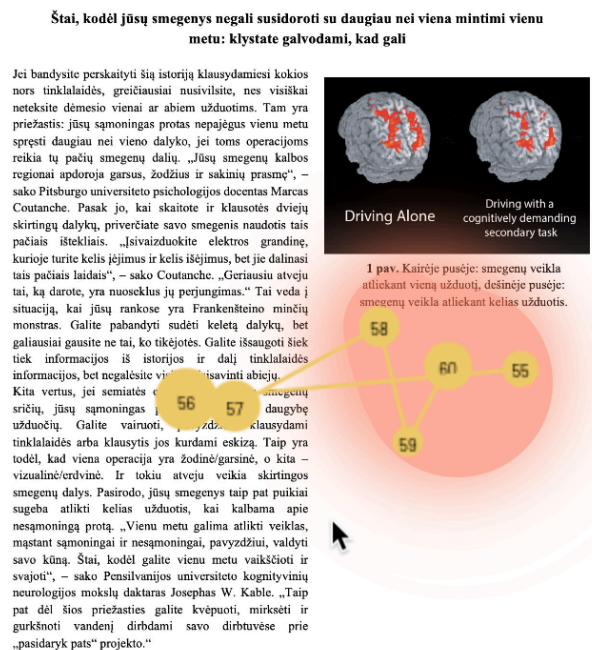 Štai, kodėl jūsų smegenys negali susidoroti su daugiau nei viena mintimi vienu
metu: klystate galvodami, kad gali
Jei bandysite perskaityti šią istoriją klausydamiesi kokios
nors tinklalaidės, greičiausiai nusivilsite, nes visiškai
neteksite dėmesio vienai ar abiem užduotims. Tam yra
priežastis: jūsų sąmoningas protas nepajėgus vienu metu
spręsti daugiau nei vieno dalyko, jei toms operacijoms
reikia tų pačių smegenų dalių. „Jūsų smegenų kalbos
regionai apdoroja garsus, žodžius ir sakinių prasmę“, –
sako Pitsburgo universiteto psichologijos docentas Marcas
Coutanche. Pasak jo, kai skaitote ir klausotės dviejų
skirtingų dalykų, priverčiate savo smegenis naudotis tais
pačiais ištekliais. „Įsivaizduokite elektros grandinę,
kurioje turite kelis įėjimus ir kelis išėjimus, bet jie dalinasi
tais pačiais laidais“, – sako Coutanche. „Geriausiu atveju
tai, ką darote, yra nuoseklus jų perjungimas.“ Tai veda į
situaciją, kai jūsų rankose yra Frankenšteino minčių
monstras. Galite pabandyti sudėti keletą dalykų, bet
galiausiai gausite ne tai, ko tikėjotės. Galite išsaugoti šiek
tiek informacijos iš istorijos ir dalį tinklalaidės
informacijos, bet negalėsite įsisavinti abiejų.
Kita vertus, jei semiatės smegenų
sričių, jūsų sąmoningas daugybę
užduočių. Galite vairuoti, klausydami
tinklalaidės arba klausytis jos kurdami eskizą. Taip yra
todėl, kad viena operacija yra žodinė/garsinė, o kita –
vizualinė/erdvinė. Ir tokiu atveju veikia skirtingos
smegenų dalys. Pasirodo, jūsų smegenys taip pat puikiai
sugeba atlikti kelias užduotis, kai kalbama apie
nesąmoningą protą. „Vienu metu galima atlikti veiklas,
mąstant sąmoningai ir nesąmoningai, pavyzdžiui, valdyti
savo kūną. Štai, kodėl galite vienu metu vaikščioti ir
svajoti“, – sako Pensilvanijos universiteto kognityvinių
neurologijos mokslų daktaras Josephas W. Kable. „Taip
pat dėl šios priežasties galite kvėpuoti, mirksėti ir
gurkšnoti vandenį dirbdami savo dirbtuvėse prie
„pasidaryk pats“ projekto.“
Driving Alone
Driving with a
cognitively demanding
secondary task
1 pav. Kairėje pusėje: smegenų veikla
atliekant vieną užduotį, dešinėje pusėje:
smegenų veikla atliekant kelias užduotis.
58
60
55
56
57
59